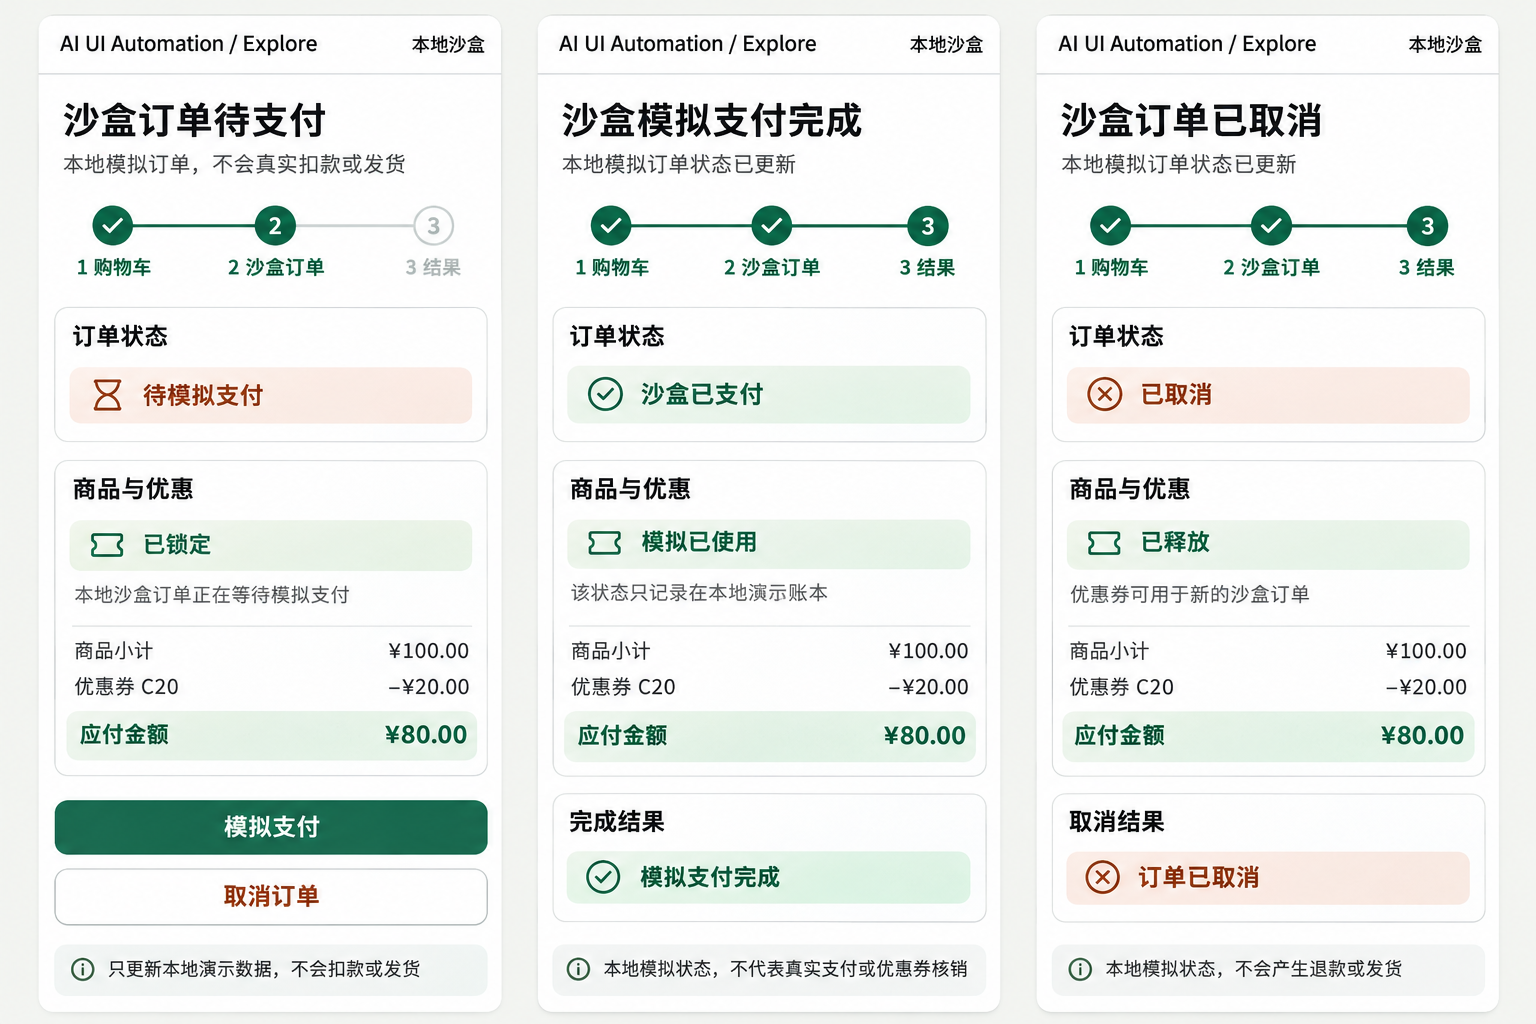 AI UI Automation / Explore
本地沙盒
沙盒订单待支付
本地模拟订单，不会真实扣款或发货
2
3
1 购物车
2 沙盒订单
3 结果
订单状态
待模拟支付
商品与优惠
已锁定
本地沙盒订单正在等待模拟支付
商品小计 ¥100.00
优惠券 C20 −¥20.00
应付金额 ¥80.00
模拟支付
取消订单
只更新本地演示数据，不会扣款或发货
AI UI Automation / Explore
本地沙盒
沙盒模拟支付完成
本地模拟订单状态已更新
3
1 购物车
2 沙盒订单
3 结果
订单状态
沙盒已支付
商品与优惠
模拟已使用
该状态只记录在本地演示账本
商品小计 ¥100.00
优惠券 C20 −¥20.00
应付金额 ¥80.00
完成结果
模拟支付完成
本地模拟状态，不代表真实支付或优惠券核销
AI UI Automation / Explore
本地沙盒
沙盒订单已取消
本地模拟订单状态已更新
3
1 购物车
2 沙盒订单
3 结果
订单状态
已取消
商品与优惠
已释放
优惠券可用于新的沙盒订单
商品小计 ¥100.00
优惠券 C20 −¥20.00
应付金额 ¥80.00
取消结果
订单已取消
本地模拟状态，不会产生退款或发货